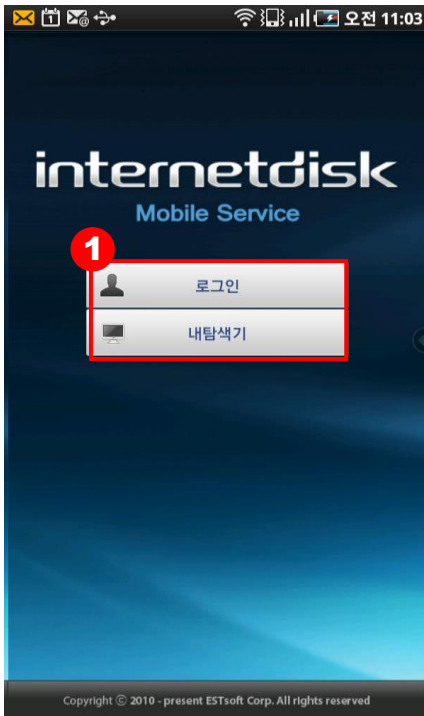 오전 11:03
internetdisk
Mobile Service
1
로그인
내탐색기
Copyright ⓒ 2010 - present ESTsoft Corp. All rights reserved